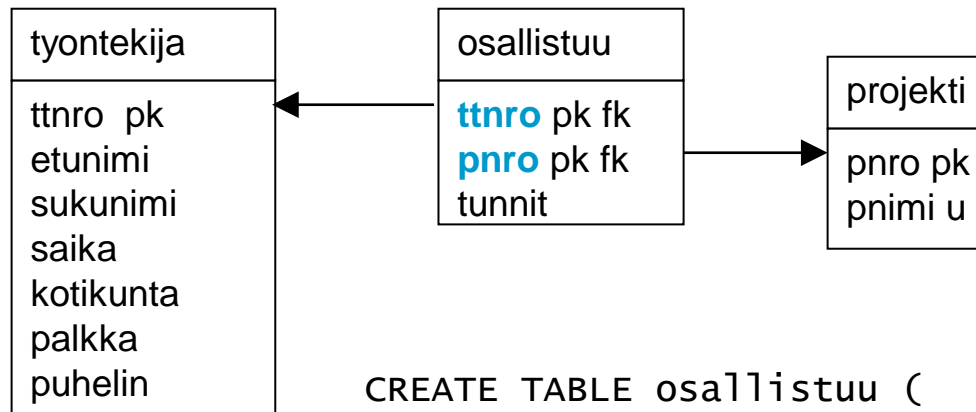 tyontekija
ttnro pk
etunimi
sukunimi
saika
kotikunta
palkka
puhelin
osallistuu
ttnro pk fk
pnro pk fk
tunnit
projekti
pnro pk
pnimi u
CREATE TABLE osallistuu (